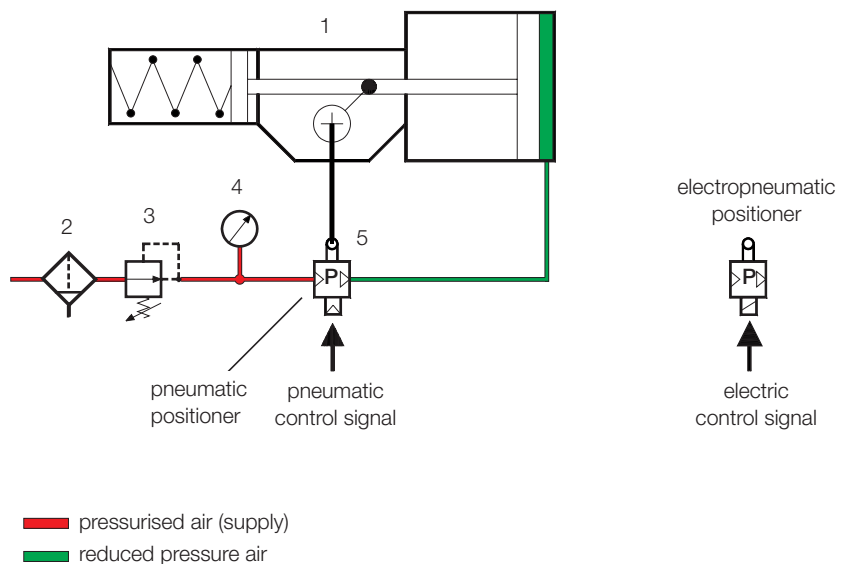 1
4
2
3
5
P
pneumatic
positioner
pneumatic
control signal
electropneumatic
positioner
P
electric
control signal
pressurised air (supply)
reduced pressure air